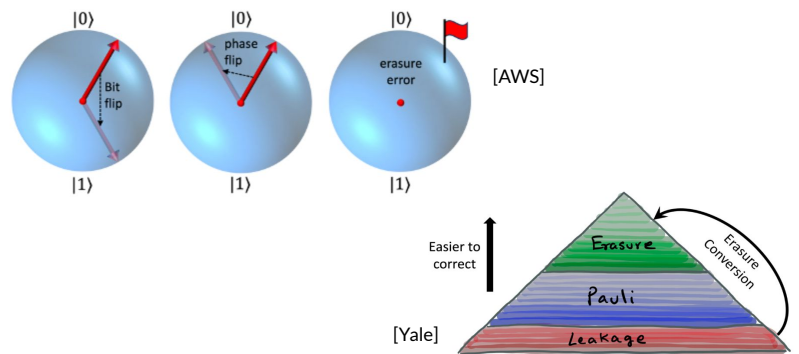 |0⟩
|0⟩
|0⟩
Bit
flip
phase
flip
erasure
error
|1⟩
|1⟩
|1⟩
[AWS]
Easier to
correct
Erasure
Pauli
Leakage
Erasure
Conversion
[Yale]